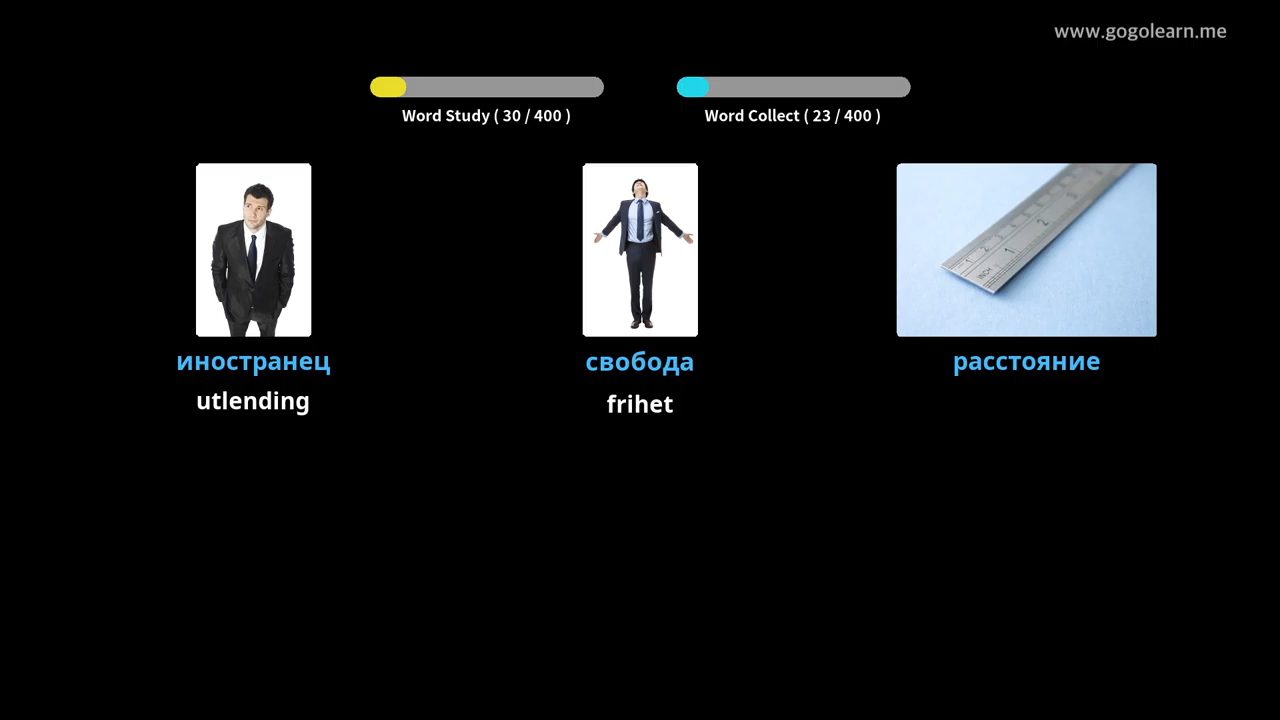 www.gogolearn.me
Word Study ( 30 / 400 )
Word Collect ( 23 / 400 )
иностранец
utlending
свобода
frihet
расстояние